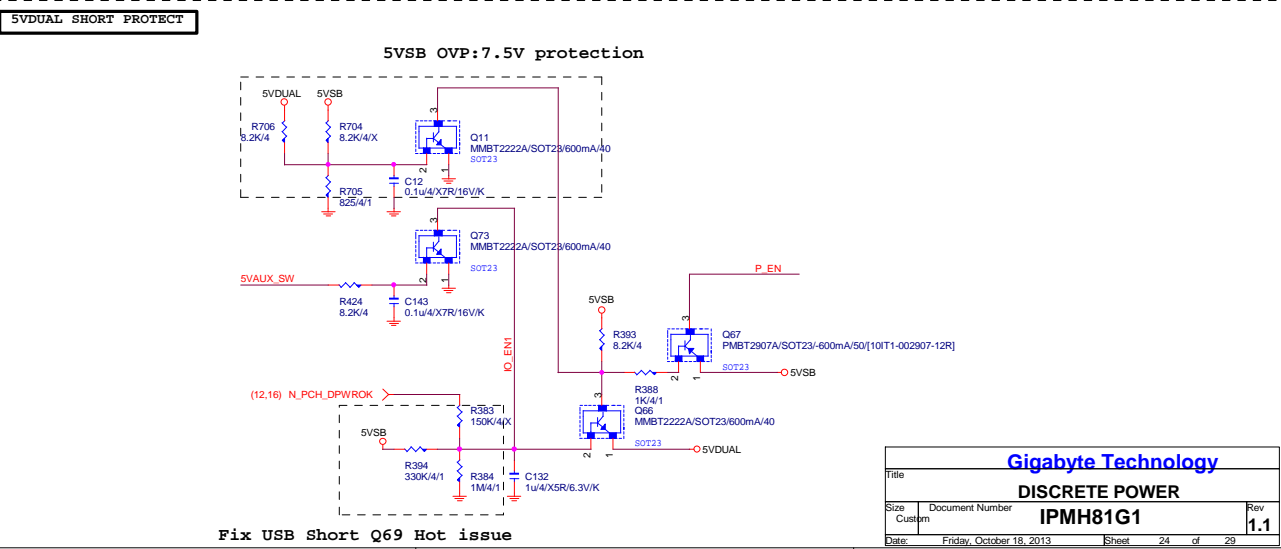 5VDUAL SHORT PROTECT
5VSB OVP:7.5V protection
5VDUAL
5VSB
R706
8.2K/4
R704
8.2K/4/X
3
Q11
MMBT2222A/SOT23/600mA/40
SOT23
2
1
C12
0.1u/4/X7R/16V/K
R705
825/4/1
3
Q73
MMBT2222A/SOT23/600mA/40
SOT23
2
1
5VAUX_SW
R424
8.2K/4
C143
0.1u/4/X7R/16V/K
P_EN
5VSB
R393
8.2K/4
3
Q67
PMBT2907A/SOT23/-600mA/50/[10IT1-002907-12R]
SOT23
2
1
5VSB
IO_EN1
R388
1K/4/1
(12,16) N_PCH_DPWROK
3
Q66
MMBT2222A/SOT23/600mA/40
SOT23
2
1
5VDUAL
R383
150K/4/X
5VSB
R394
330K/4/1
R384
1M/4/1
C132
1u/4/X5R/6.3V/K
Fix USB Short Q69 Hot issue
Gigabyte Technology
Title
DISCRETE POWER
Size
Custom
Document Number
IPMH81G1
Rev
1.1
Date: Friday, October 18, 2013 Sheet 24 of 29